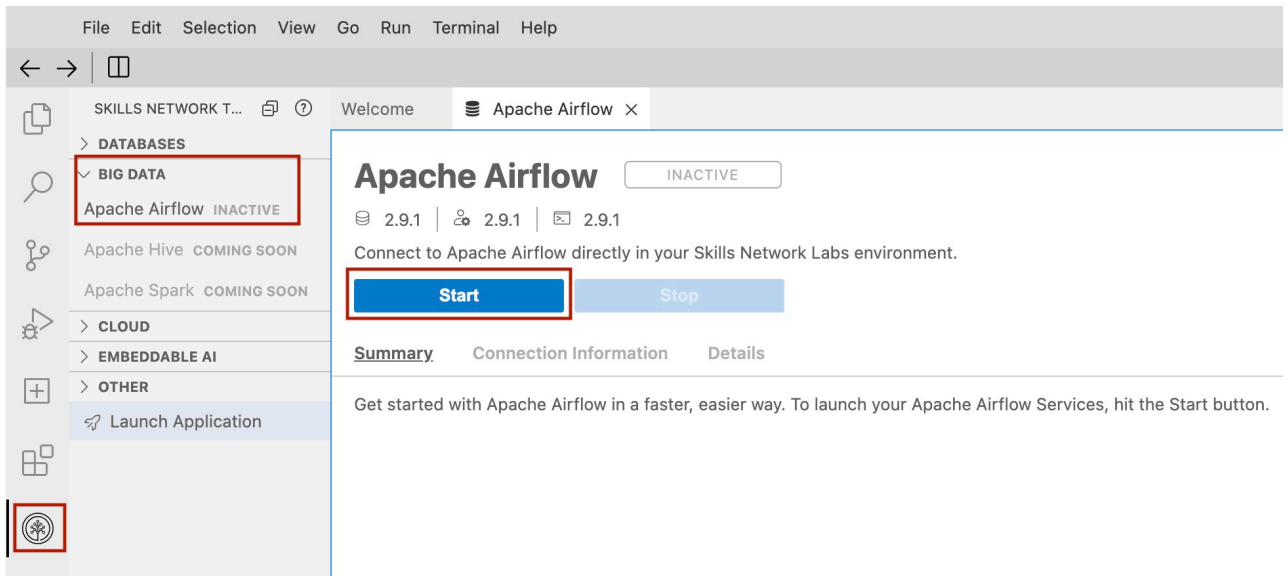 File Edit Selection View Go Run Terminal Help
SKILLS NETWORK T...
DATABASES
BIG DATA
Apache Airflow INACTIVE
Apache Hive COMING SOON
Apache Spark COMING SOON
CLOUD
EMBEDDABLE AI
OTHER
Launch Application
Welcome Apache Airflow
Apache Airflow INACTIVE
2.9.1 2.9.1 2.9.1
Connect to Apache Airflow directly in your Skills Network Labs environment.
Start Stop
Summary Connection Information Details
Get started with Apache Airflow in a faster, easier way. To launch your Apache Airflow Services, hit the Start button.